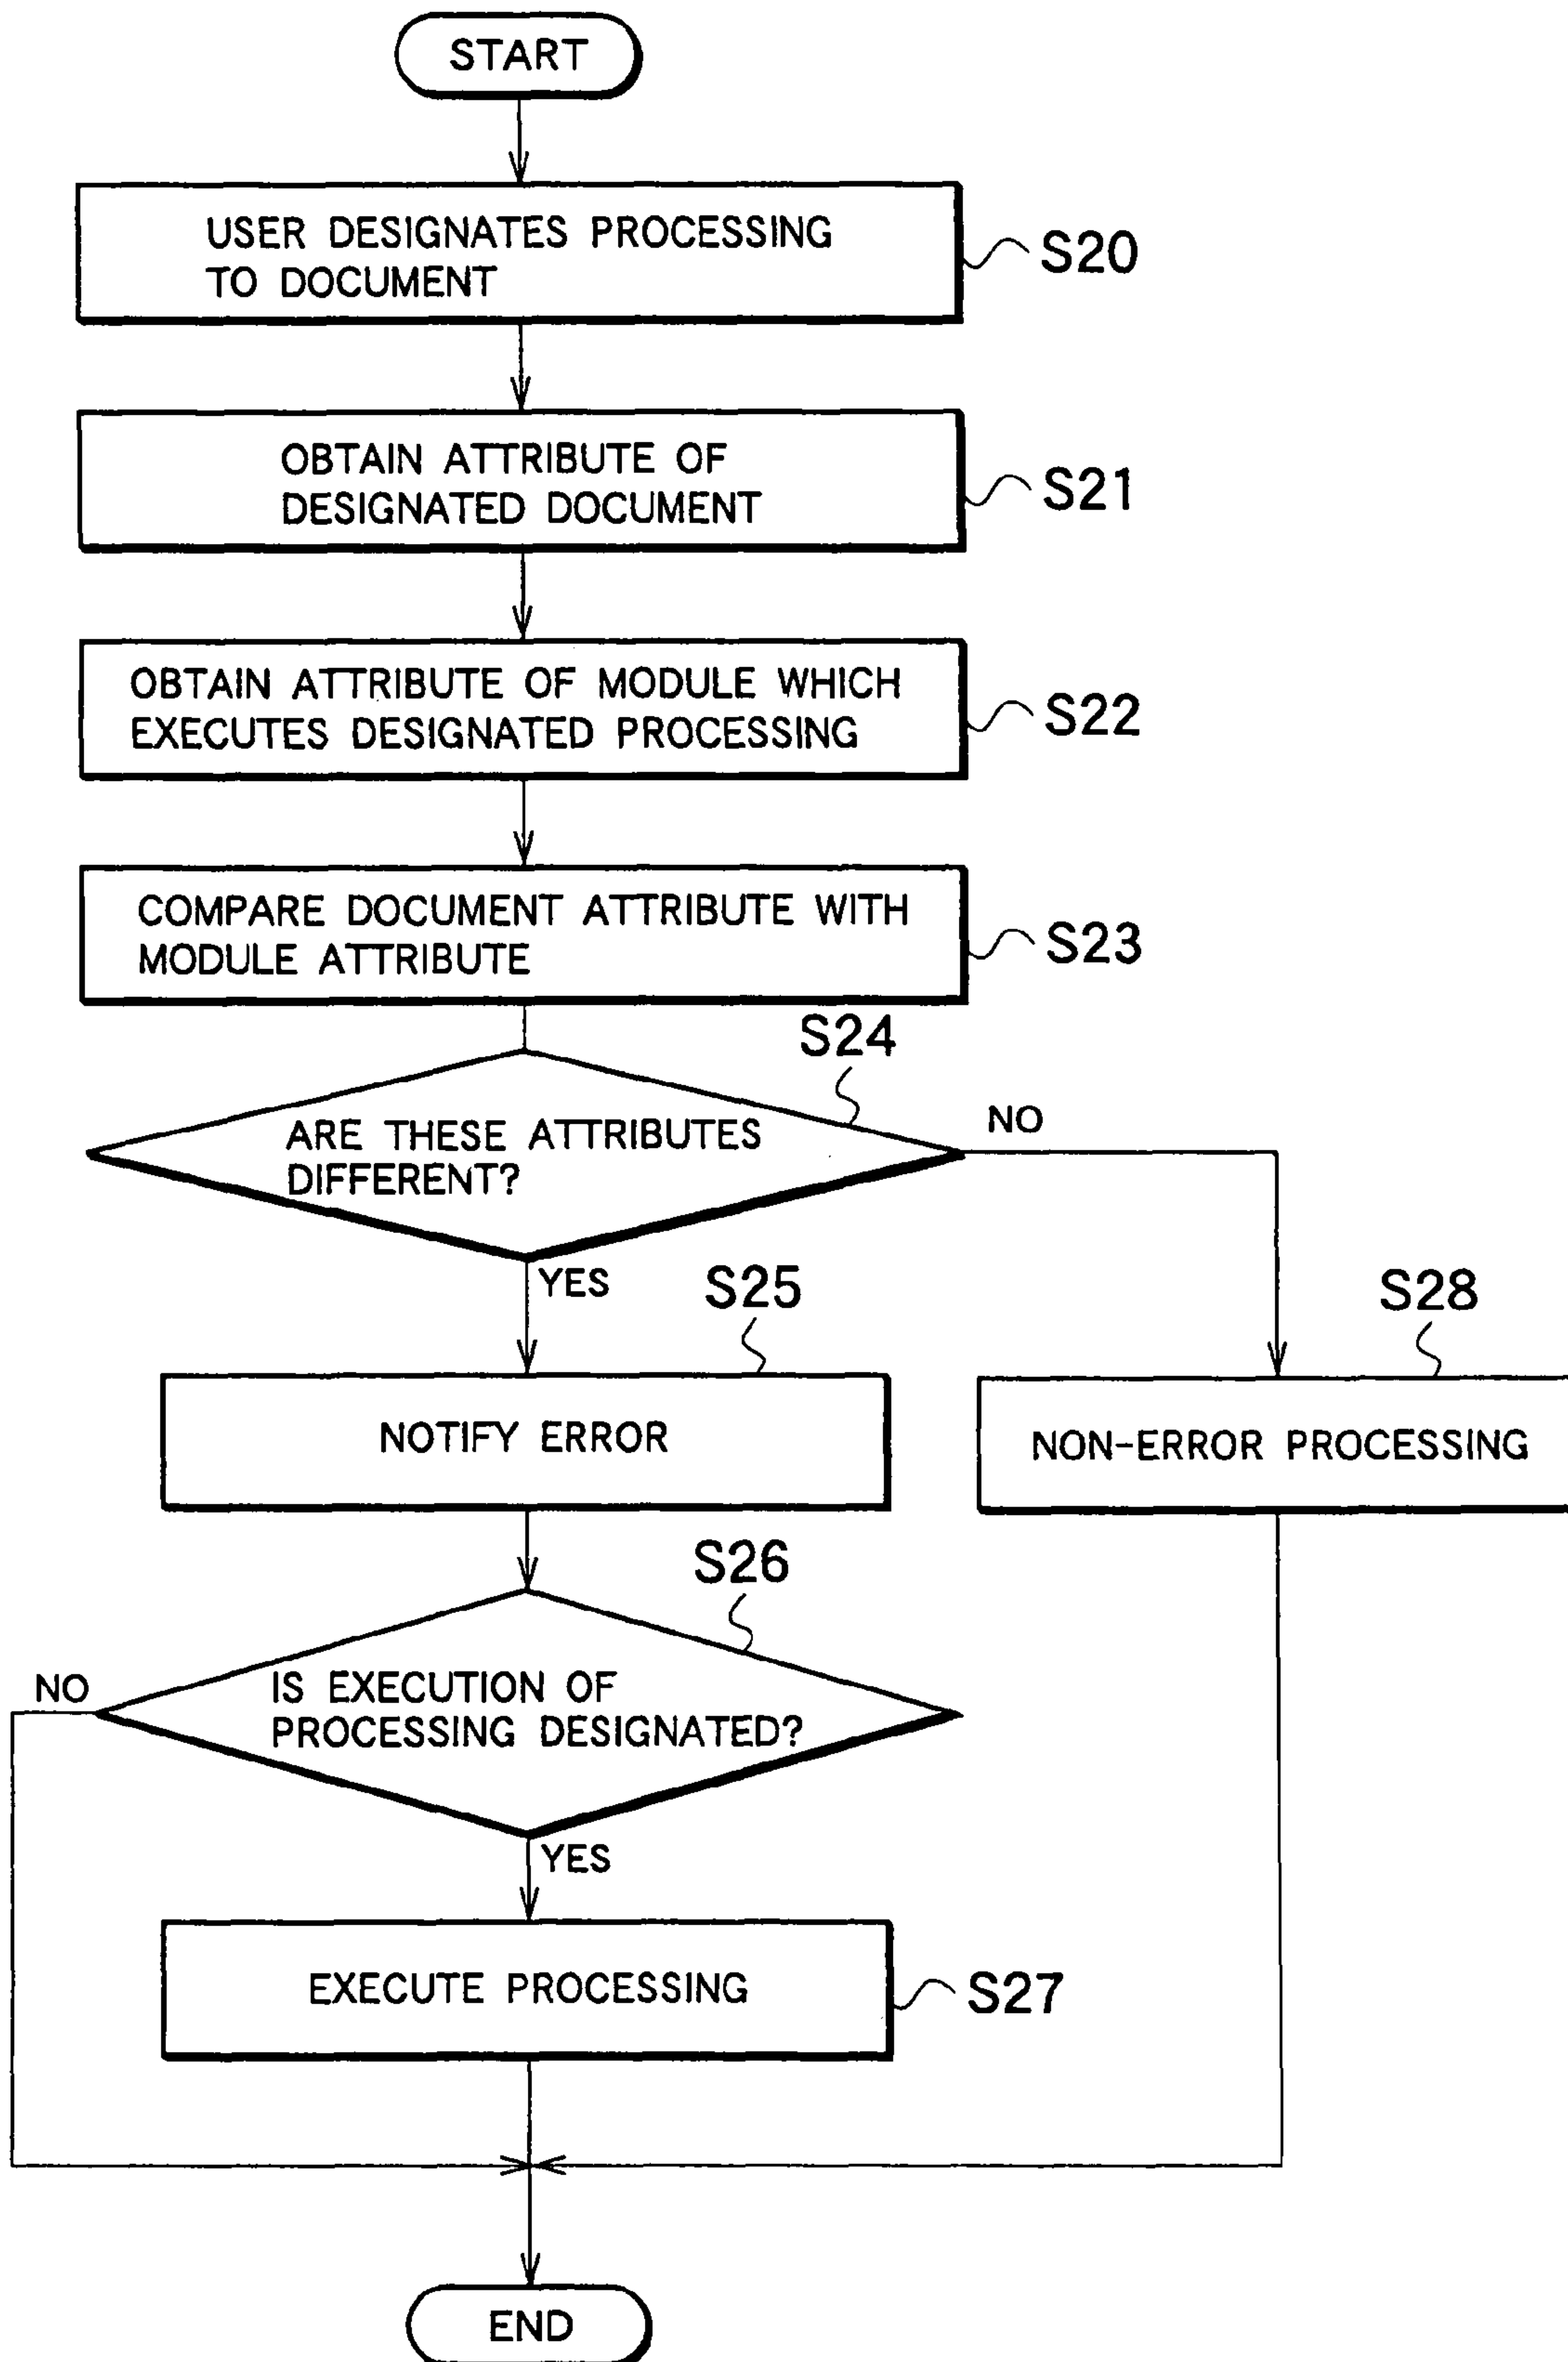 START
USER DESIGNATES PROCESSING
TO DOCUMENT
S20
OBTAIN ATTRIBUTE OF
DESIGNATED DOCUMENT
S21
OBTAIN ATTRIBUTE OF MODULE WHICH
EXECUTES DESIGNATED PROCESSING
S22
COMPARE DOCUMENT ATTRIBUTE WITH
MODULE ATTRIBUTE
S23
S24
ARE THESE ATTRIBUTES
DIFFERENT?
NO
YES
S25
NOTIFY ERROR
S28
NON-ERROR PROCESSING
S26
IS EXECUTION OF
PROCESSING DESIGNATED?
NO
YES
EXECUTE PROCESSING
S27
END